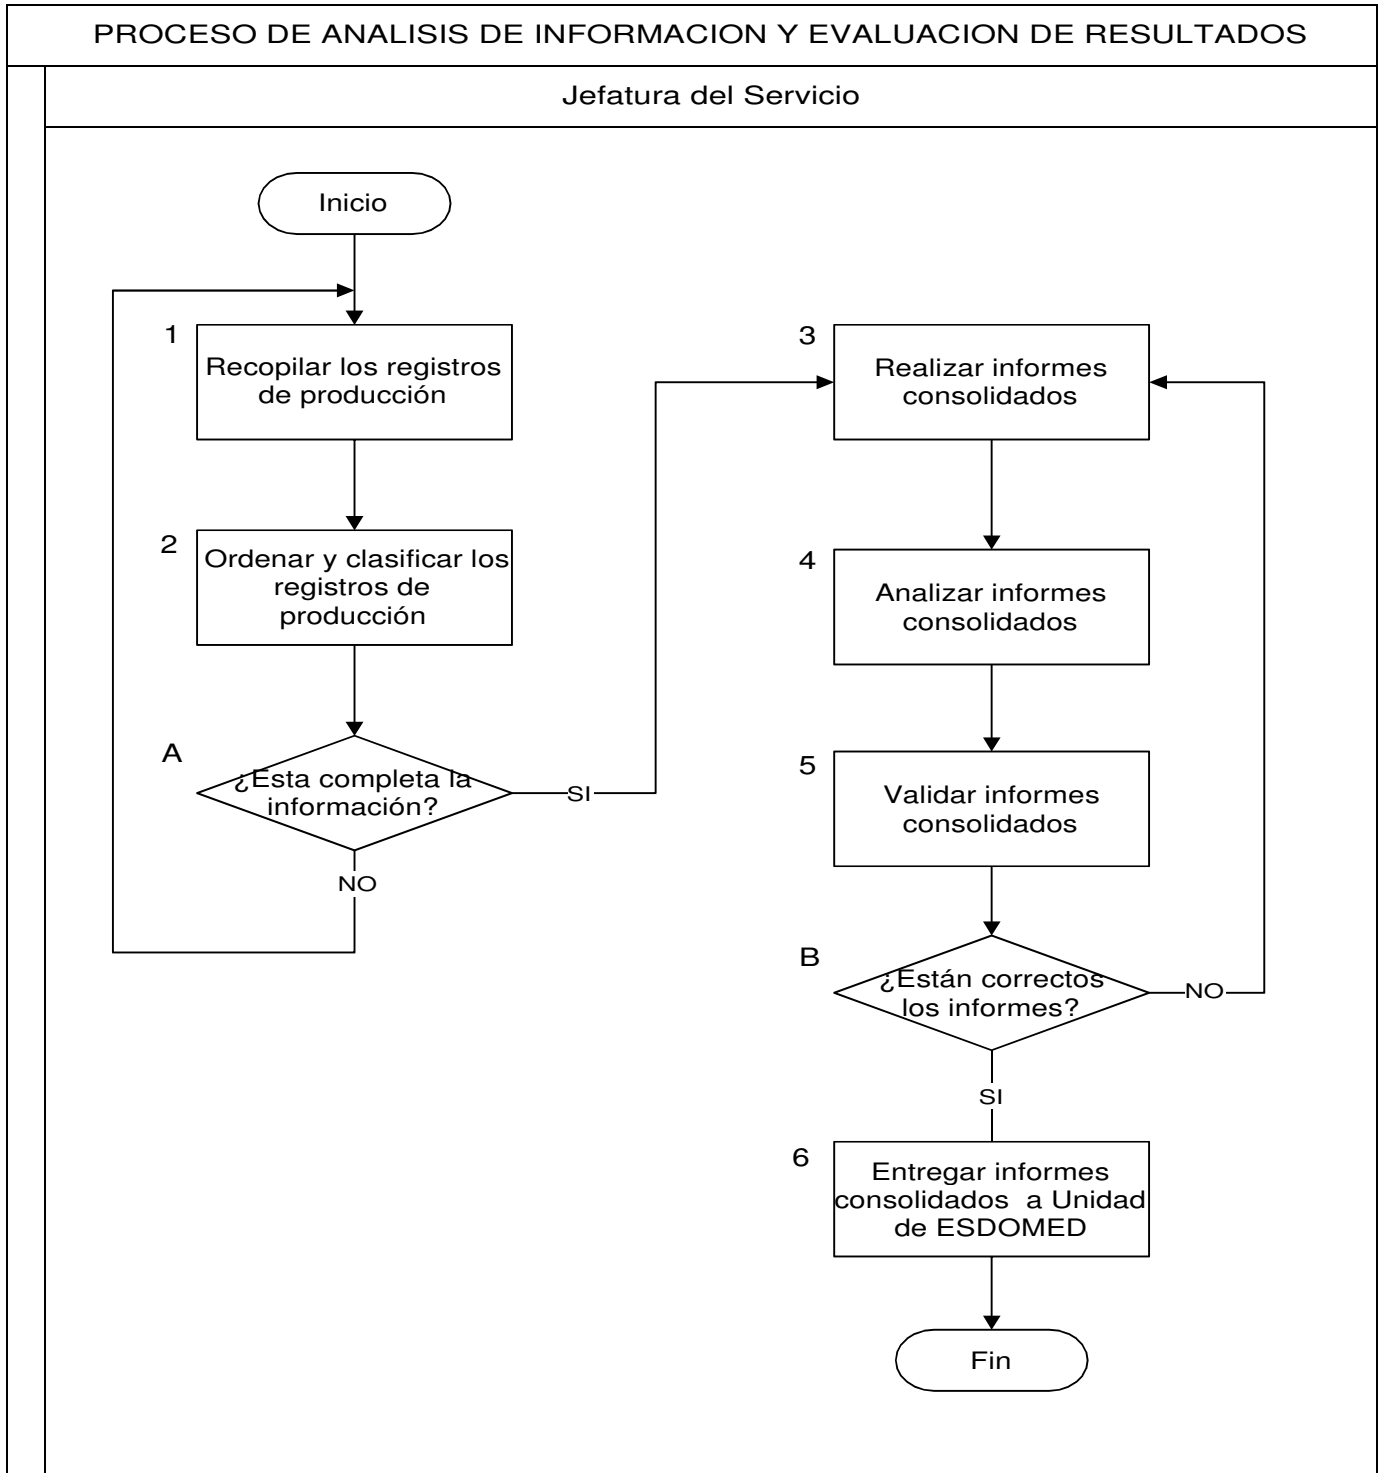 PROCESO DE ANALISIS DE INFORMACION Y EVALUACION DE RESULTADOS
Jefatura del Servicio
Inicio
1
Recopilar los registros
de producción
2
Ordenar y clasificar los
registros de
producción
A
¿Esta completa la
información?
SI
NO
3
Realizar informes
consolidados
4
Analizar informes
consolidados
5
Validar informes
consolidados
B
¿Están correctos
los informes?
NO
SI
6
Entregar informes
consolidados  a Unidad
de ESDOMED
Fin